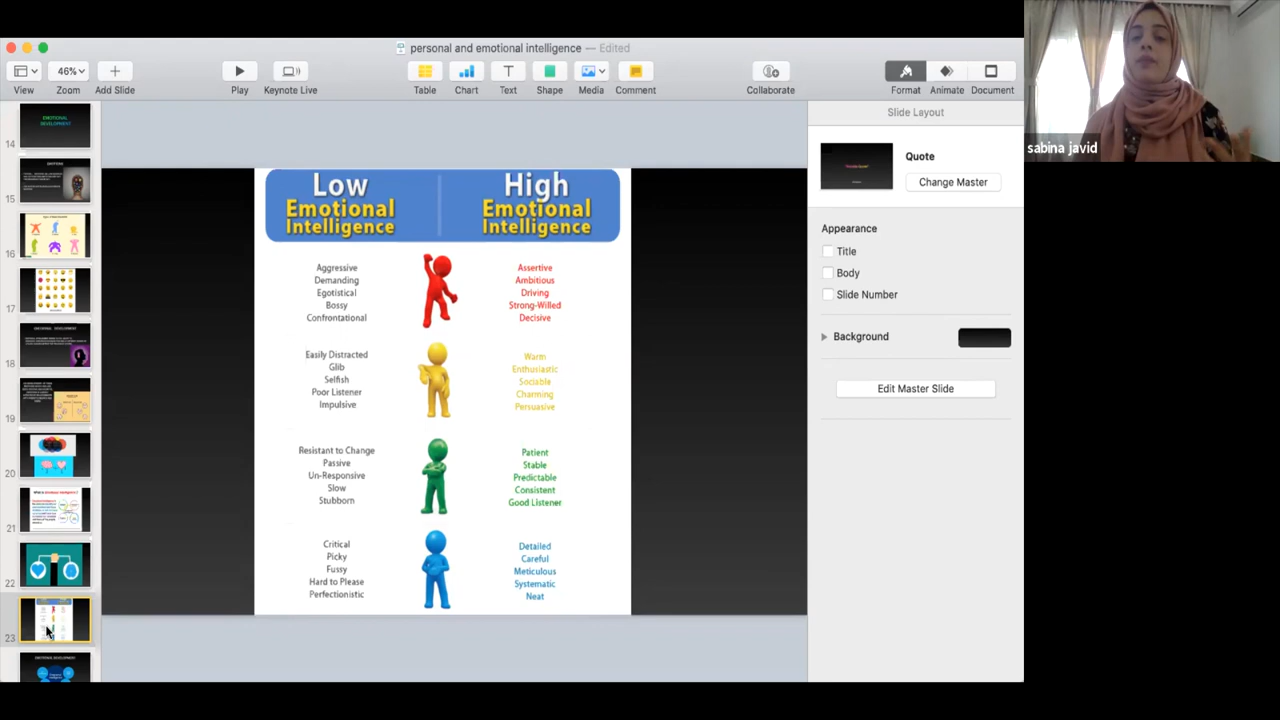 personal and emotional intelligence — Edited
46%
View
Zoom
Add Slide
Play
Keynote Live
Table
Chart
Text
Shape
Media
Comment
Collaborate
Format
Animate
Document
sabina javid
Slide Layout
Quote
Change Master
Appearance
Title
Body
Slide Number
Background
Edit Master Slide
14
EMOTIONAL
DEVELOPMENT
15
16
17
18
19
20
21
22
23
EMOTIONAL DEVELOPMENT
Low
Emotional
Intelligence
High
Emotional
Intelligence
Aggressive
Demanding
Egotistical
Bossy
Confrontational
Assertive
Ambitious
Driving
Strong-Willed
Decisive
Easily Distracted
Glib
Selfish
Poor Listener
Impulsive
Warm
Enthusiastic
Sociable
Charming
Persuasive
Resistant to Change
Passive
Un-Responsive
Slow
Stubborn
Patient
Stable
Predictable
Consistent
Good Listener
Critical
Picky
Fussy
Hard to Please
Perfectionistic
Detailed
Careful
Meticulous
Systematic
Neat